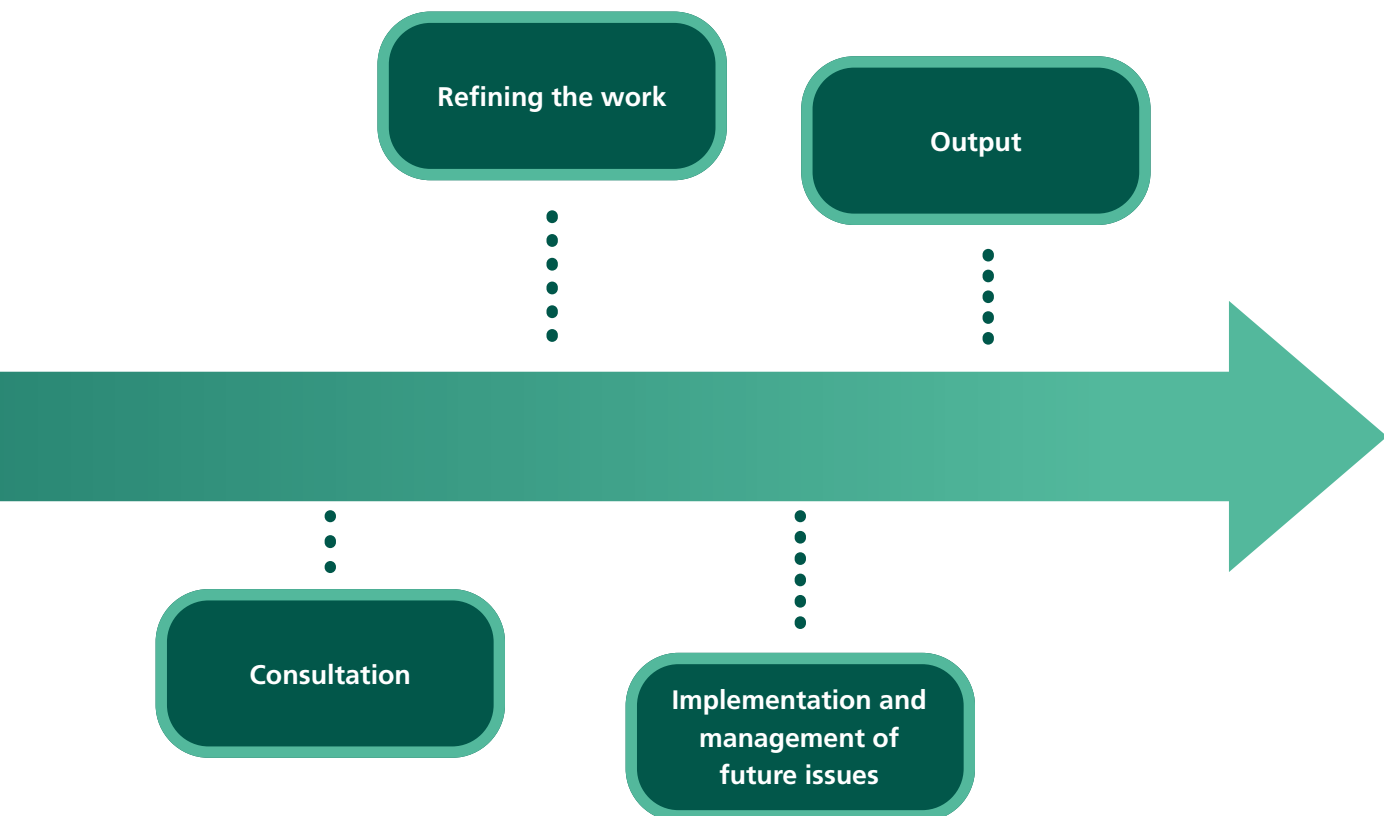 Refining the work
Output
Consultation
Implementation and
management of
future issues